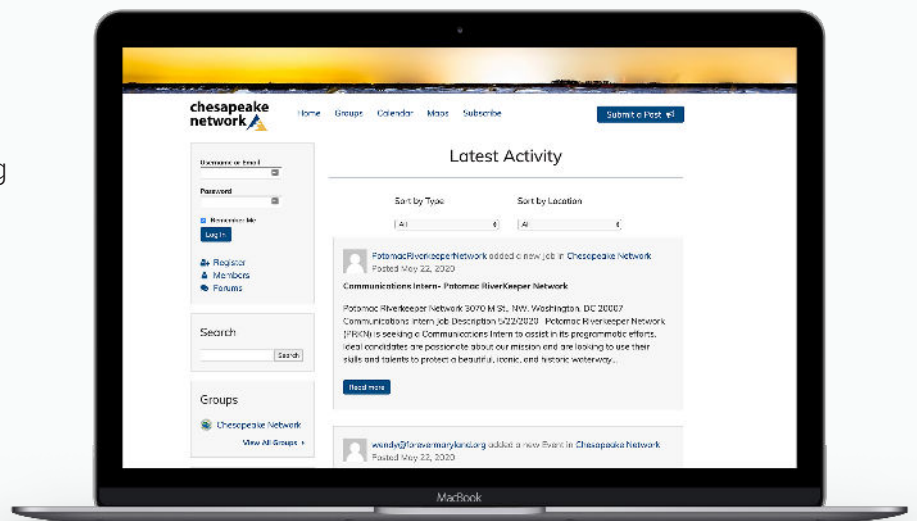 g
chesapeake
network
Home Groups Calendar Maps Subscribe
Submit a Post
Username or Email
Password
Remember Me
Log In
Register
Members
Forums
Search
Search
Groups
Chesapeake Network
View All Groups
Latest Activity
Sort by Type Sort by Location
All All
PotomacRiverkeeperNetwork added a new Job in Chesapeake Network
Posted May 22, 2020
Communications Intern- Potomac RiverKeeper Network
Potomac Riverkeeper Network 3070 M St., NW, Washington, DC 20007
Communications Intern Job Description 5/22/2020 Potomac Riverkeeper Network
(PRKN) is seeking a Communications Intern to assist in its programmatic efforts.
Ideal candidates are passionate about our mission and are looking to use their
skills and talents to protect a beautiful, iconic, and historic waterway...
Read more
wendy@forevermaryland.org added a new Event in Chesapeake Network
Posted May 22, 2020
MacBook